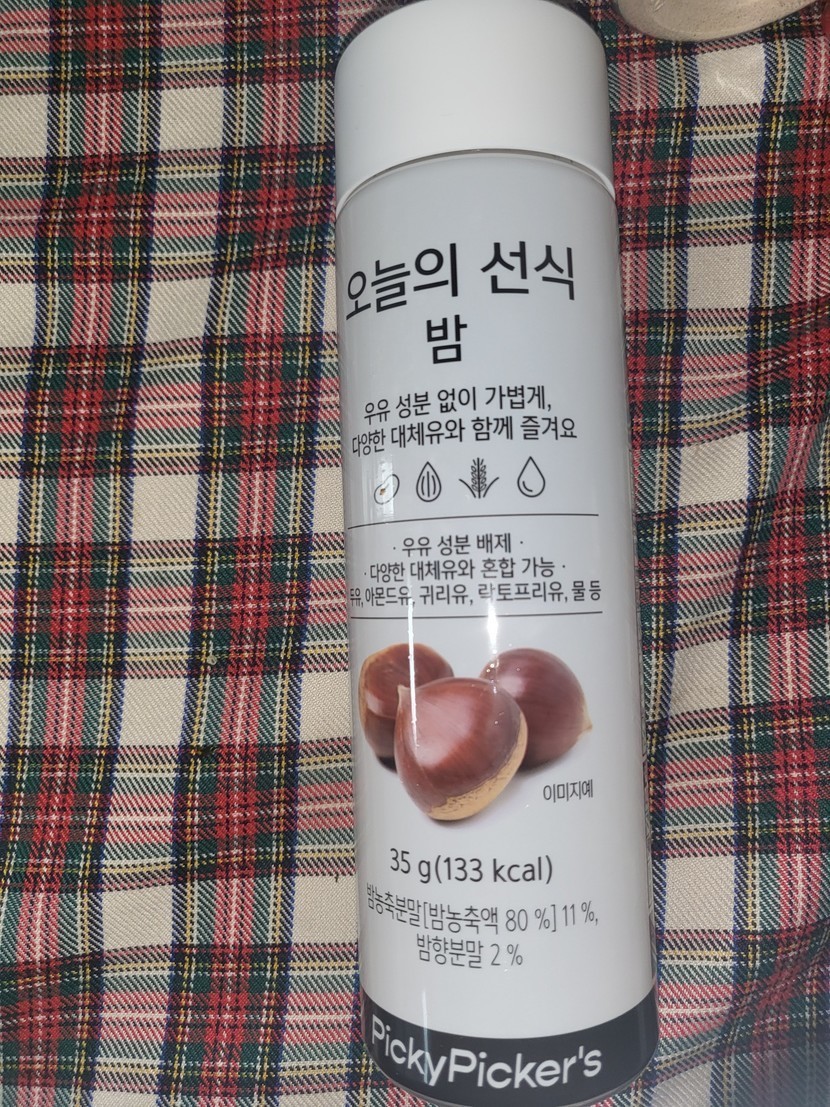 오늘의 선식
밤
우유 성분 없이 가볍게,
다양한 대체유와 함께 즐겨요
· 우유 성분 배제 ·
· 다양한 대체유와 혼합 가능 ·
두유, 아몬드유, 귀리유, 락토프리유, 물 등
이미지예
35 g(133 kcal)
밤농축분말[밤농축액 80 %] 11 %,
밤향분말 2 %
PickyPicker's